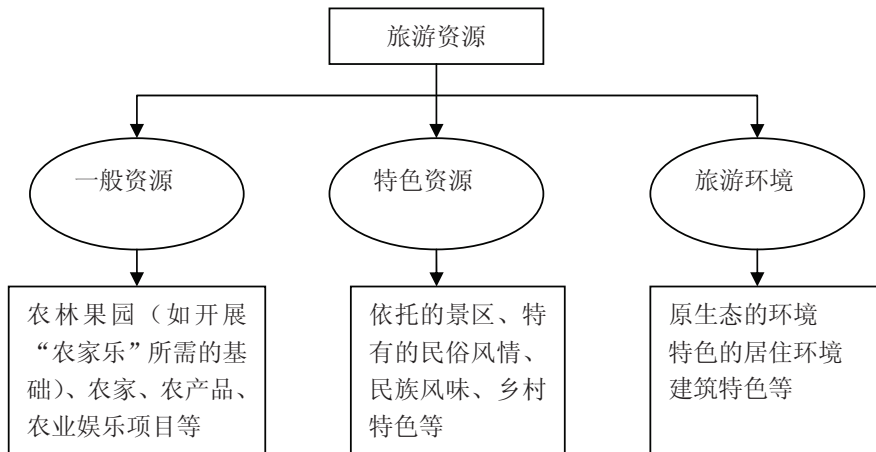 旅游资源
一般资源
特色资源
旅游环境
农林果园（如开展
“农家乐”所需的基
础）、农家、农产品、
农业娱乐项目等
依托的景区、特
有的民俗风情、
民族风味、乡村
特色等
原生态的环境
特色的居住环境
建筑特色等